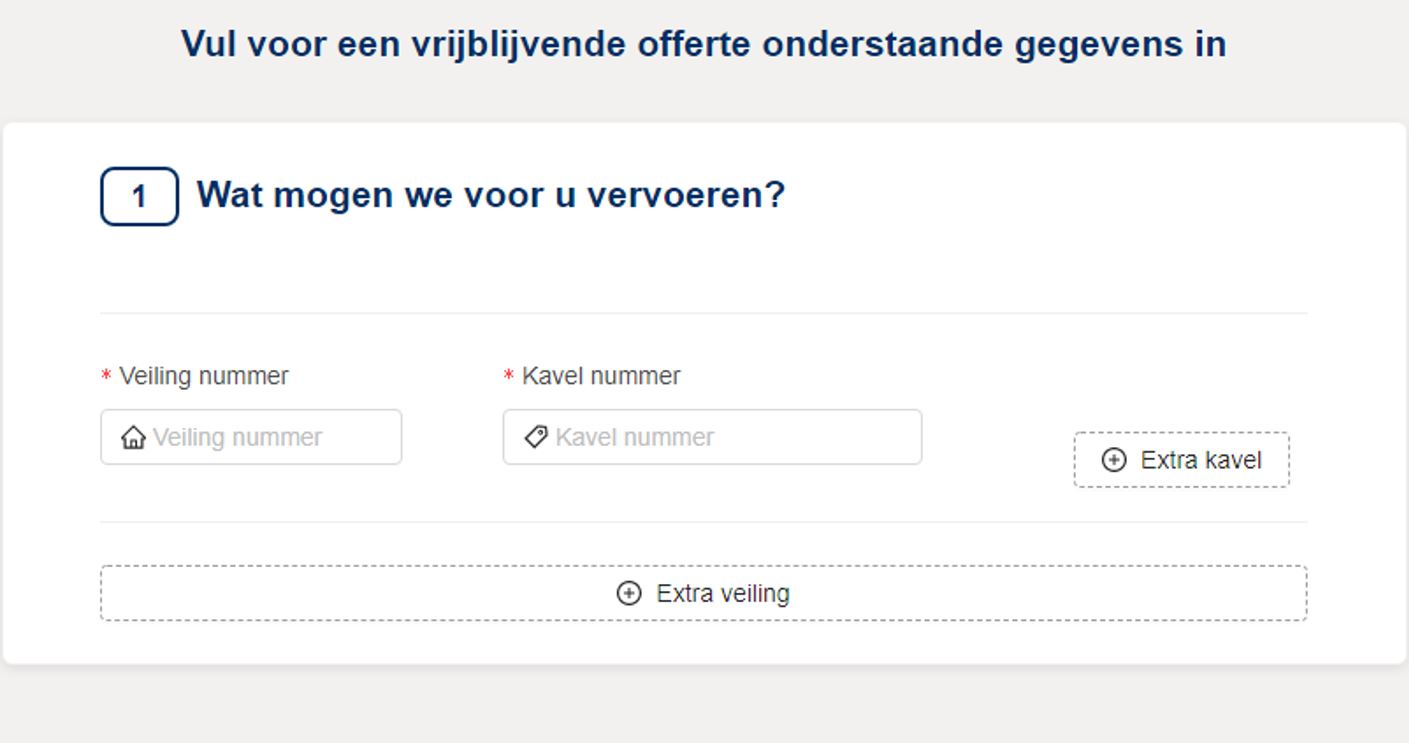 Vul voor een vrijblijvende offerte onderstaande gegevens in
1 Wat mogen we voor u vervoeren?
* Veiling nummer * Kavel nummer
Veiling nummer Kavel nummer
Extra kavel
Extra veiling